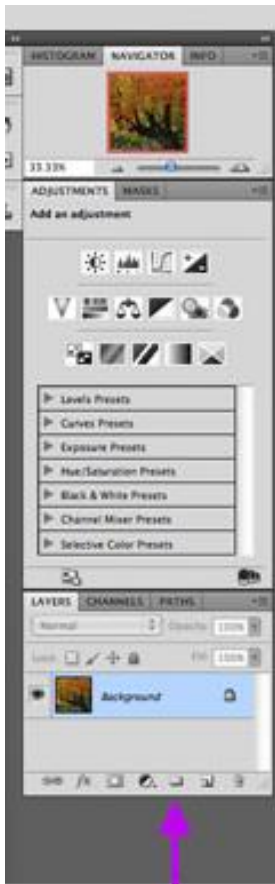 HISTOGRAM NAVIGATOR INFO
33.33%
ADJUSTMENTS MASKS
Add an adjustment
Levels Presets
Curves Presets
Exposure Presets
Hue/Saturation Presets
Black & White Presets
Channel Mixer Presets
Selective Color Presets
LAYERS CHANNELS PATHS
Normal Opacity: 100%
Lock: Fill: 100%
Background
fx